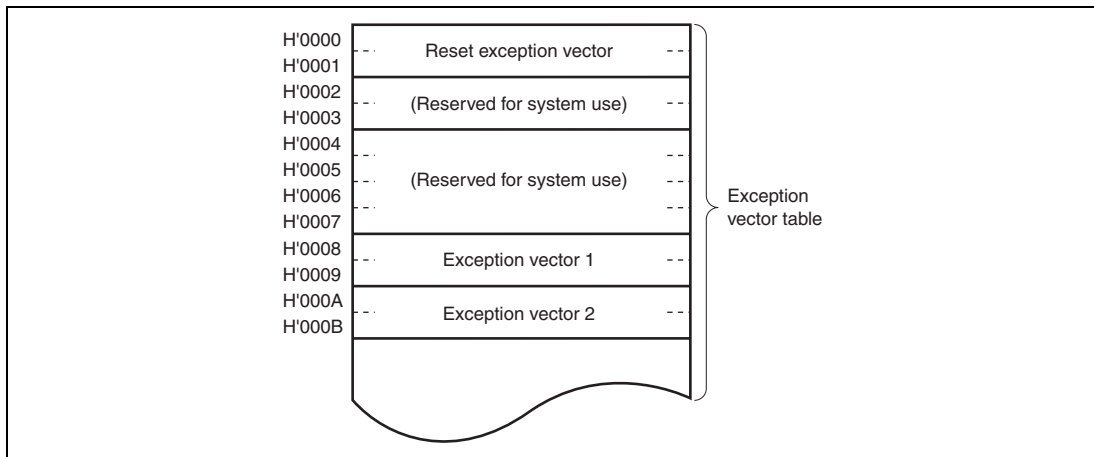 H'0000
H'0001
Reset exception vector
H'0002
H'0003
(Reserved for system use)
H'0004
H'0005
H'0006
H'0007
(Reserved for system use)
H'0008
H'0009
Exception vector 1
H'000A
H'000B
Exception vector 2
Exception
vector table